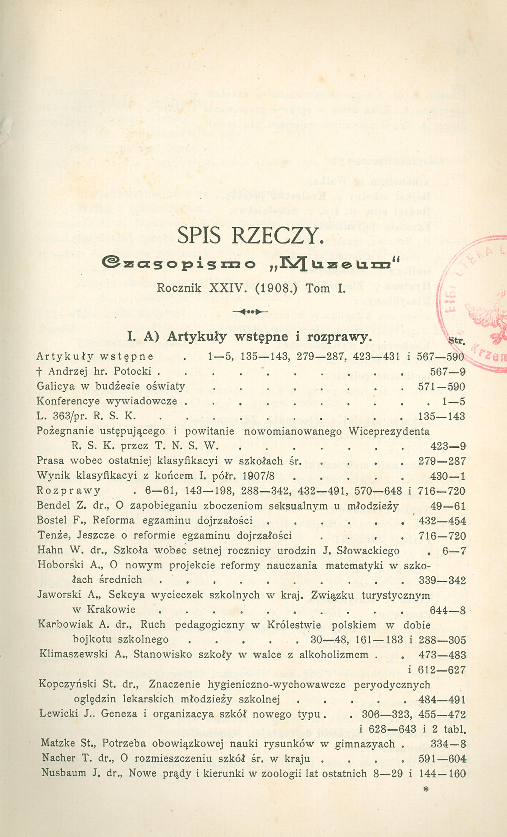 SPIS RZECZY.
Czasopismo „Muzeum“
Rocznik XXIV. (1908.) Tom I.
I. A) Artykuły wstępne i rozprawy.
Str.
Artykuły wstępne . 1—5, 135—143, 279—287, 423—431 i 567—590
† Andrzej hr. Potocki . . . . . . . . . . 567—9
Galicya w budżecie oświaty . . . . . . . . 571—590
Konferencye wywiadowcze . . . . . . . . . 1—5
L. 363/pr. R. S. K. . . . . . . . . . . 135—143
Pożegnanie ustępującego i powitanie nowomianowanego Wiceprezydenta
R. S. K. przez T. N. S. W. . . . . . . . 423—9
Prasa wobec ostatniej klasyfikacyi w szkołach śr. . . . . 279—287
Wynik klasyfikacyi z końcem I. półr. 1907/8 . . . . . 430—1
Rozprawy . 6—61, 143—198, 288—342, 432—491, 570—648 i 716—720
Bendel Z. dr., O zapobieganiu zboczeniom seksualnym u młodzieży 49—61
Bostel F., Reforma egzaminu dojrzałości . . . . . . 432—454
Tenże, Jeszcze o reformie egzaminu dojrzałości . . . . 716—720
Hahn W. dr., Szkoła wobec setnej rocznicy urodzin J. Słowackiego . 6—7
Hoborski A., O nowym projekcie reformy nauczania matematyki w szko-
łach średnich . . . . . . . . . . 339—342
Jaworski A., Sekcya wycieczek szkolnych w kraj. Związku turystycznym
w Krakowie . . . . . . . . . . 644—8
Karbowiak A. dr., Ruch pedagogiczny w Królestwie polskiem w dobie
bojkotu szkolnego . . . . . 30—48, 161—183 i 288—305
Klimaszewski A., Stanowisko szkoły w walce z alkoholizmem . . 473—483
i 612—627
Kopczyński St. dr., Znaczenie hygieniczno-wychowawcze peryodycznych
oględzin lekarskich młodzieży szkolnej . . . . . 484—491
Lewicki J.. Geneza i organizacya szkół nowego typu . . 306—323, 455—472
i 628—643 i 2 tabl.
Matzke St., Potrzeba obowiązkowej nauki rysunków w gimnazyach . 334—8
Nacher T. dr., O rozmieszczeniu szkół śr. w kraju . . . . 591—604
Nusbaum J. dr., Nowe prądy i kierunki w zoologii lat ostatnich 8—29 i 144—160
*